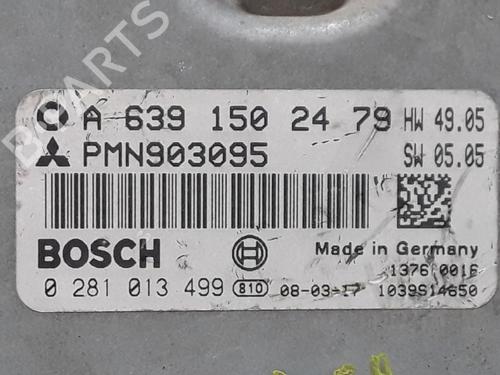 BPARTS
A 639 150 24 79 HW 49.05
PMN903095 SW 05.05
BOSCH Made in Germany
1376 0016
0 281 013 499 810 08-03-17 1039S14650